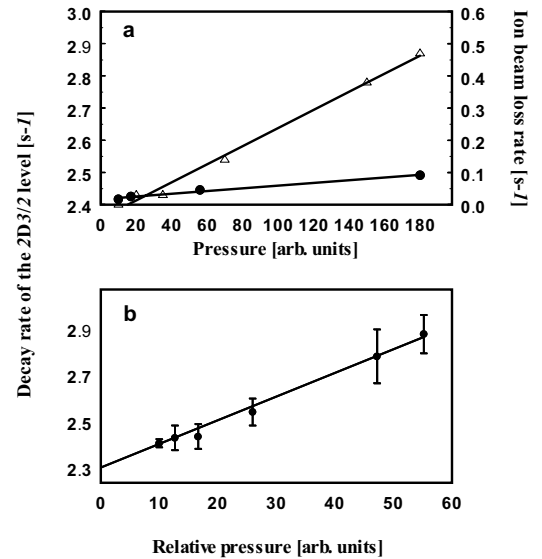 a
3.0
2.9
2.8
2.7
2.6
2.5
2.4
0.6
0.5
0.4
0.3
0.2
0.1
0.0
0 20 40 60 80 100 120 140 160 180
Pressure [arb. units]
Decay rate of the 2D3/2 level [s-1]
Ion beam loss rate [s-1]
b
2.9
2.7
2.5
2.3
0 10 20 30 40 50 60
Relative pressure [arb. units]